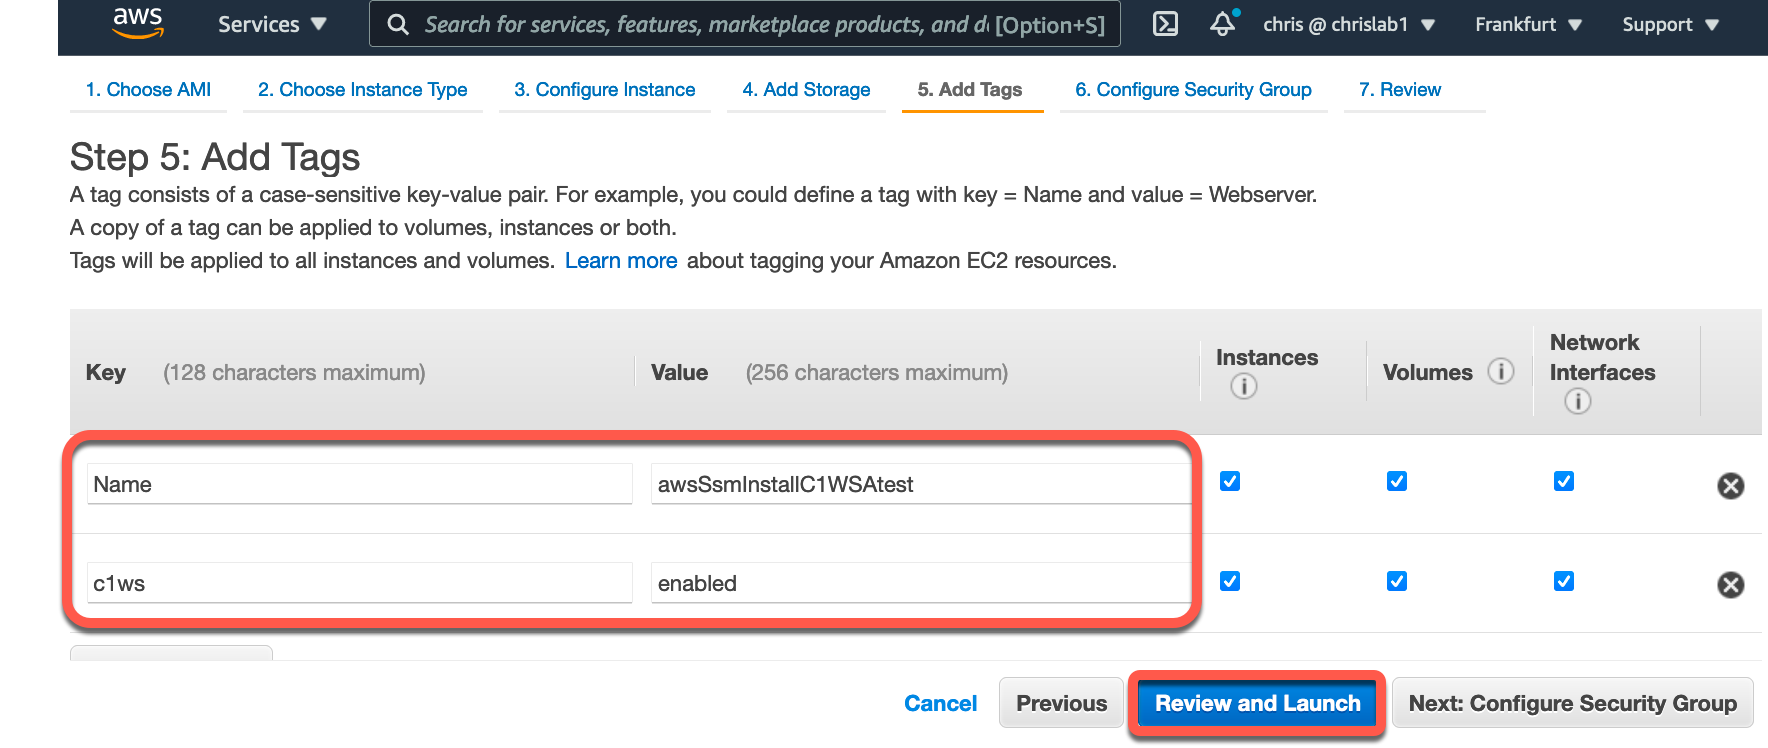 aws Services Search for services, features, marketplace products, and d [Option+S] chris @ chrislab1 Frankfurt Support
1. Choose AMI 2. Choose Instance Type 3. Configure Instance 4. Add Storage 5. Add Tags 6. Configure Security Group 7. Review
Step 5: Add Tags
A tag consists of a case-sensitive key-value pair. For example, you could define a tag with key = Name and value = Webserver.
A copy of a tag can be applied to volumes, instances or both.
Tags will be applied to all instances and volumes. Learn more about tagging your Amazon EC2 resources.
Key (128 characters maximum) Value (256 characters maximum) Instances Volumes Network Interfaces
Name awsSsmInstallC1WSAtest
c1ws enabled
Cancel Previous Review and Launch Next: Configure Security Group